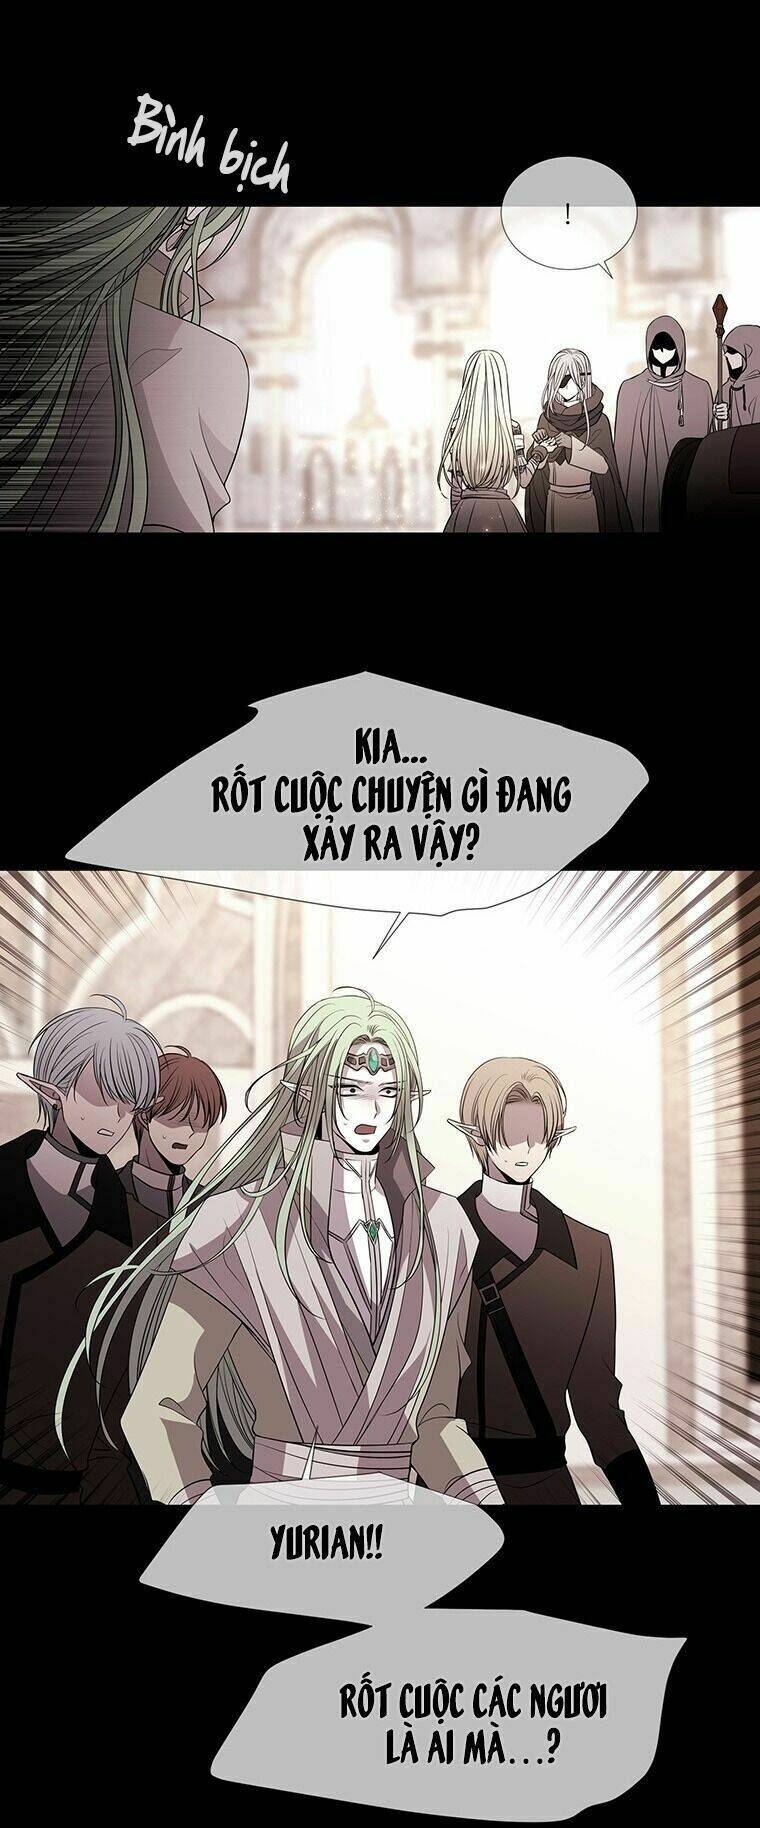 Bình bịch
!
KIA...
RỐT CUỘC CHUYỆN GÌ ĐANG
XẢY RA VẬY?
YURIAN!!
RỐT CUỘC CÁC NGƯƠI
LÀ AI MÀ...?